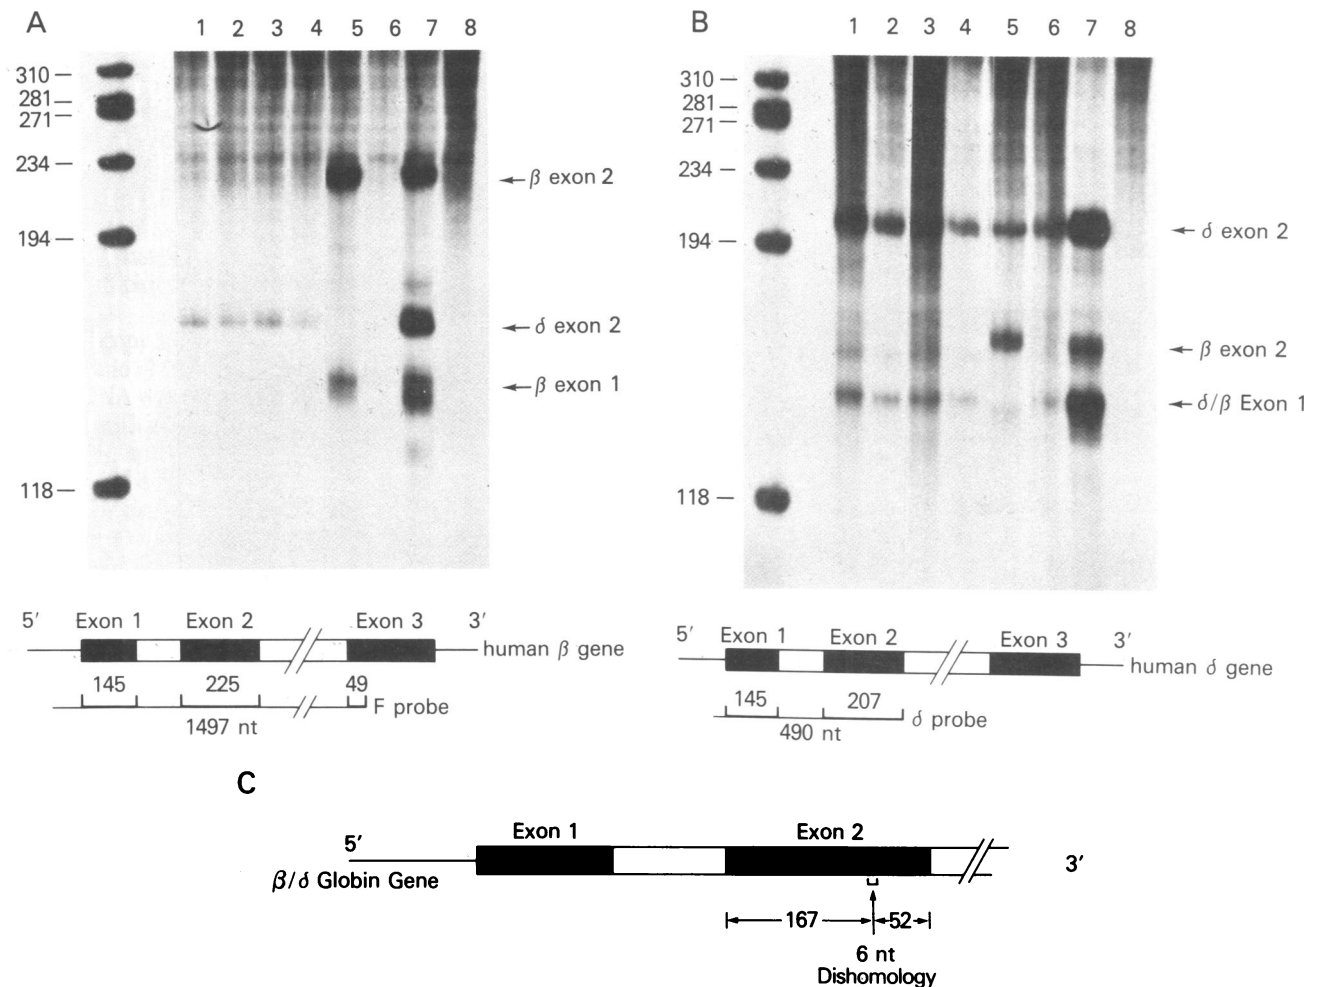 A
1 2 3 4 5 6 7 8
310
281
271
234
194
118
β exon 2
δ exon 2
β exon 1
5′ Exon 1 Exon 2 Exon 3 3′
human β gene
145 225 49
F probe
1497 nt
B
1 2 3 4 5 6 7 8
310
281
271
234
194
118
δ exon 2
β exon 2
δ/β Exon 1
5′ Exon 1 Exon 2 Exon 3 3′
human δ gene
145 207
δ probe
490 nt
C
5′ Exon 1 Exon 2 3′
β/δ Globin Gene
167 52
6 nt
Dishomology